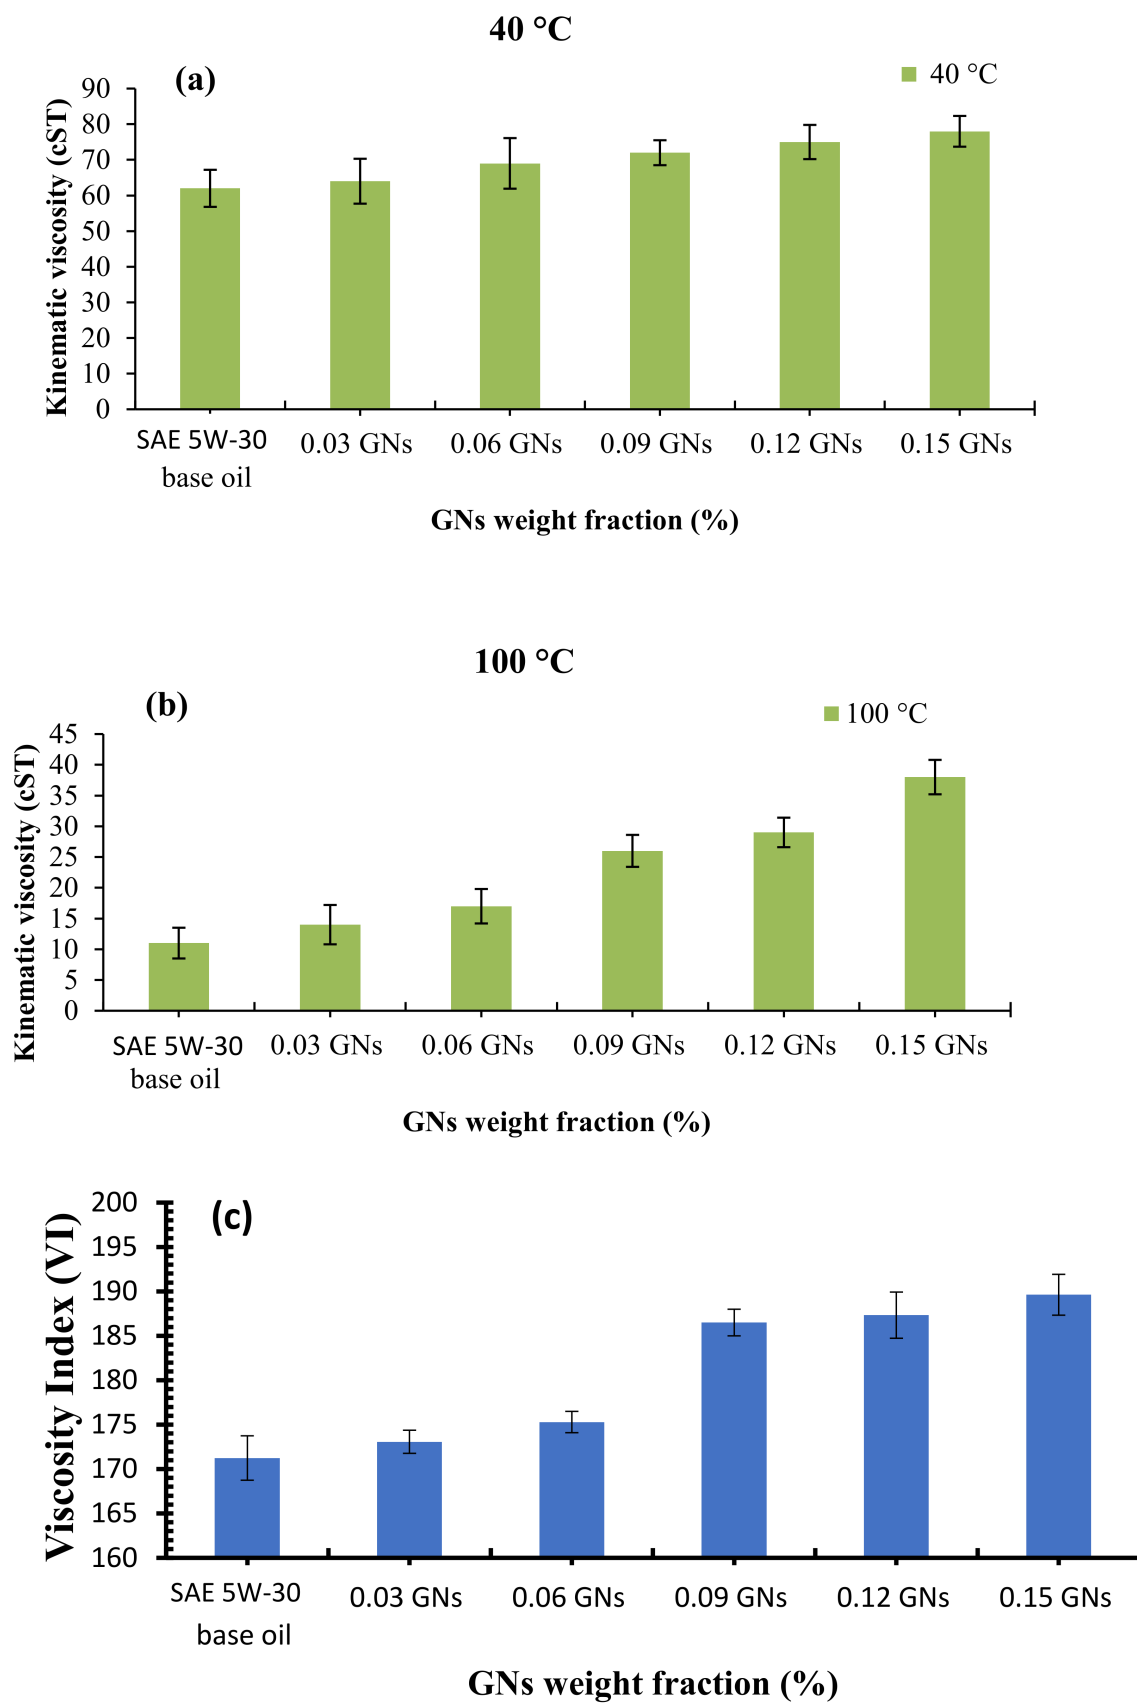 40 °C
(a)
40 °C
Kinematic viscosity (cST)
90
80
70
60
50
40
30
20
10
0
SAE 5W-30
base oil
0.03 GNs
0.06 GNs
0.09 GNs
0.12 GNs
0.15 GNs
GNs weight fraction (%)
100 °C
(b)
100 °C
Kinematic viscosity (cST)
45
40
35
30
25
20
15
10
5
0
SAE 5W-30
base oil
0.03 GNs
0.06 GNs
0.09 GNs
0.12 GNs
0.15 GNs
GNs weight fraction (%)
(c)
Viscosity Index (VI)
200
195
190
185
180
175
170
165
160
SAE 5W-30
base oil
0.03 GNs
0.06 GNs
0.09 GNs
0.12 GNs
0.15 GNs
GNs weight fraction (%)